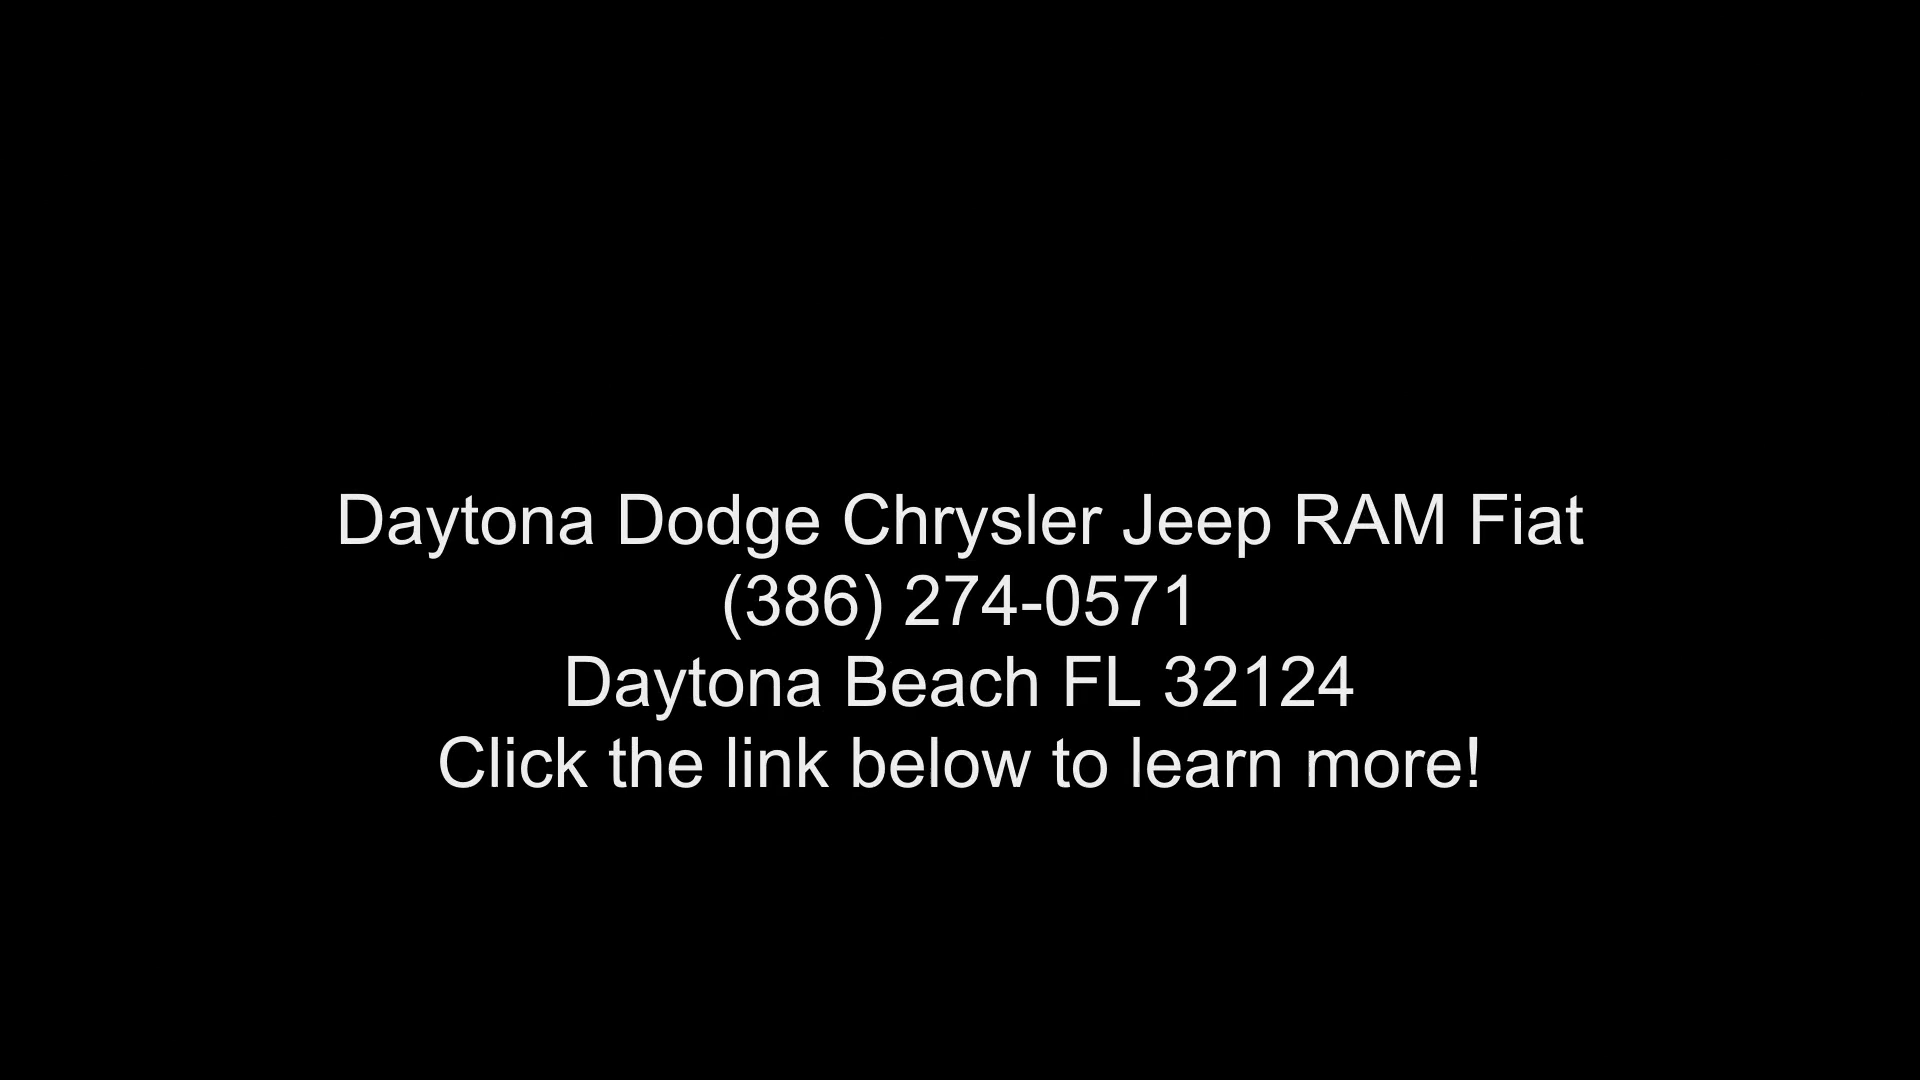 Daytona Dodge Chrysler Jeep RAM Fiat
(386) 274-0571
Daytona Beach FL 32124
Click the link below to learn more!